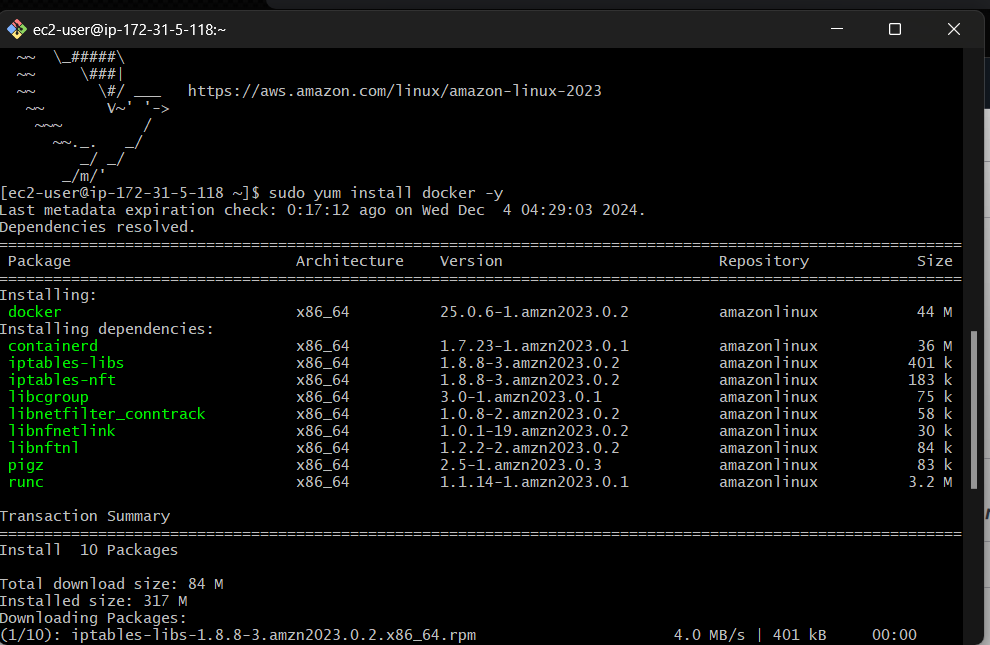 ec2-user@ip-172-31-5-118:~
~~  \_#####\
~~     \###|
~~       \#/ ___   https://aws.amazon.com/linux/amazon-linux-2023
~~       V~' '->
~~~         /
~~._.   _/
_/ _/
_/m/'
[ec2-user@ip-172-31-5-118 ~]$ sudo yum install docker -y
Last metadata expiration check: 0:17:12 ago on Wed Dec  4 04:29:03 2024.
Dependencies resolved.
================================================================================
Package Architecture Version Repository Size
================================================================================
Installing:
docker x86_64 25.0.6-1.amzn2023.0.2 amazonlinux 44 M
Installing dependencies:
containerd x86_64 1.7.23-1.amzn2023.0.1 amazonlinux 36 M
iptables-libs x86_64 1.8.8-3.amzn2023.0.2 amazonlinux 401 k
iptables-nft x86_64 1.8.8-3.amzn2023.0.2 amazonlinux 183 k
libcgroup x86_64 3.0-1.amzn2023.0.1 amazonlinux 75 k
libnetfilter_conntrack x86_64 1.0.8-2.amzn2023.0.2 amazonlinux 58 k
libnfnetlink x86_64 1.0.1-19.amzn2023.0.2 amazonlinux 30 k
libnftnl x86_64 1.2.2-2.amzn2023.0.2 amazonlinux 84 k
pigz x86_64 2.5-1.amzn2023.0.3 amazonlinux 83 k
runc x86_64 1.1.14-1.amzn2023.0.1 amazonlinux 3.2 M
Transaction Summary
================================================================================
Install  10 Packages
Total download size: 84 M
Installed size: 317 M
Downloading Packages:
(1/10): iptables-libs-1.8.8-3.amzn2023.0.2.x86_64.rpm 4.0 MB/s | 401 kB 00:00